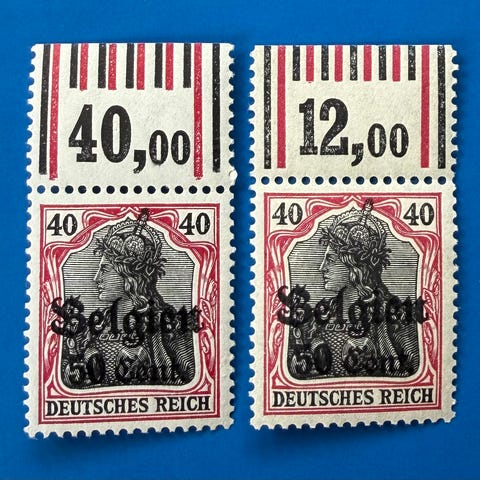 40,00
40 40
Belgien
50 Cent.
DEUTSCHES REICH
12,00
40 40
Belgien
50 Cent.
DEUTSCHES REICH